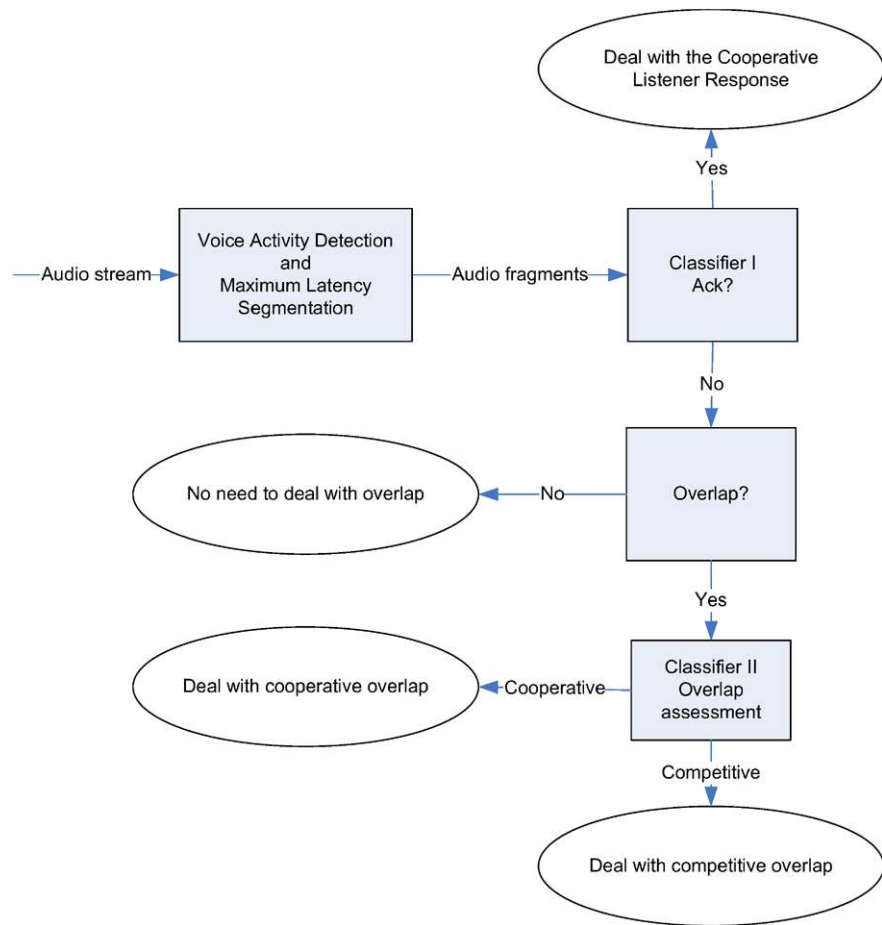 Deal with the Cooperative
Listener Response
Yes
Audio stream
Voice Activity Detection
and
Maximum Latency
Segmentation
Audio fragments
Classifier I
Ack?
No
No need to deal with overlap
No
Overlap?
Yes
Deal with cooperative overlap
Cooperative
Classifier II
Overlap
assessment
Competitive
Deal with competitive overlap